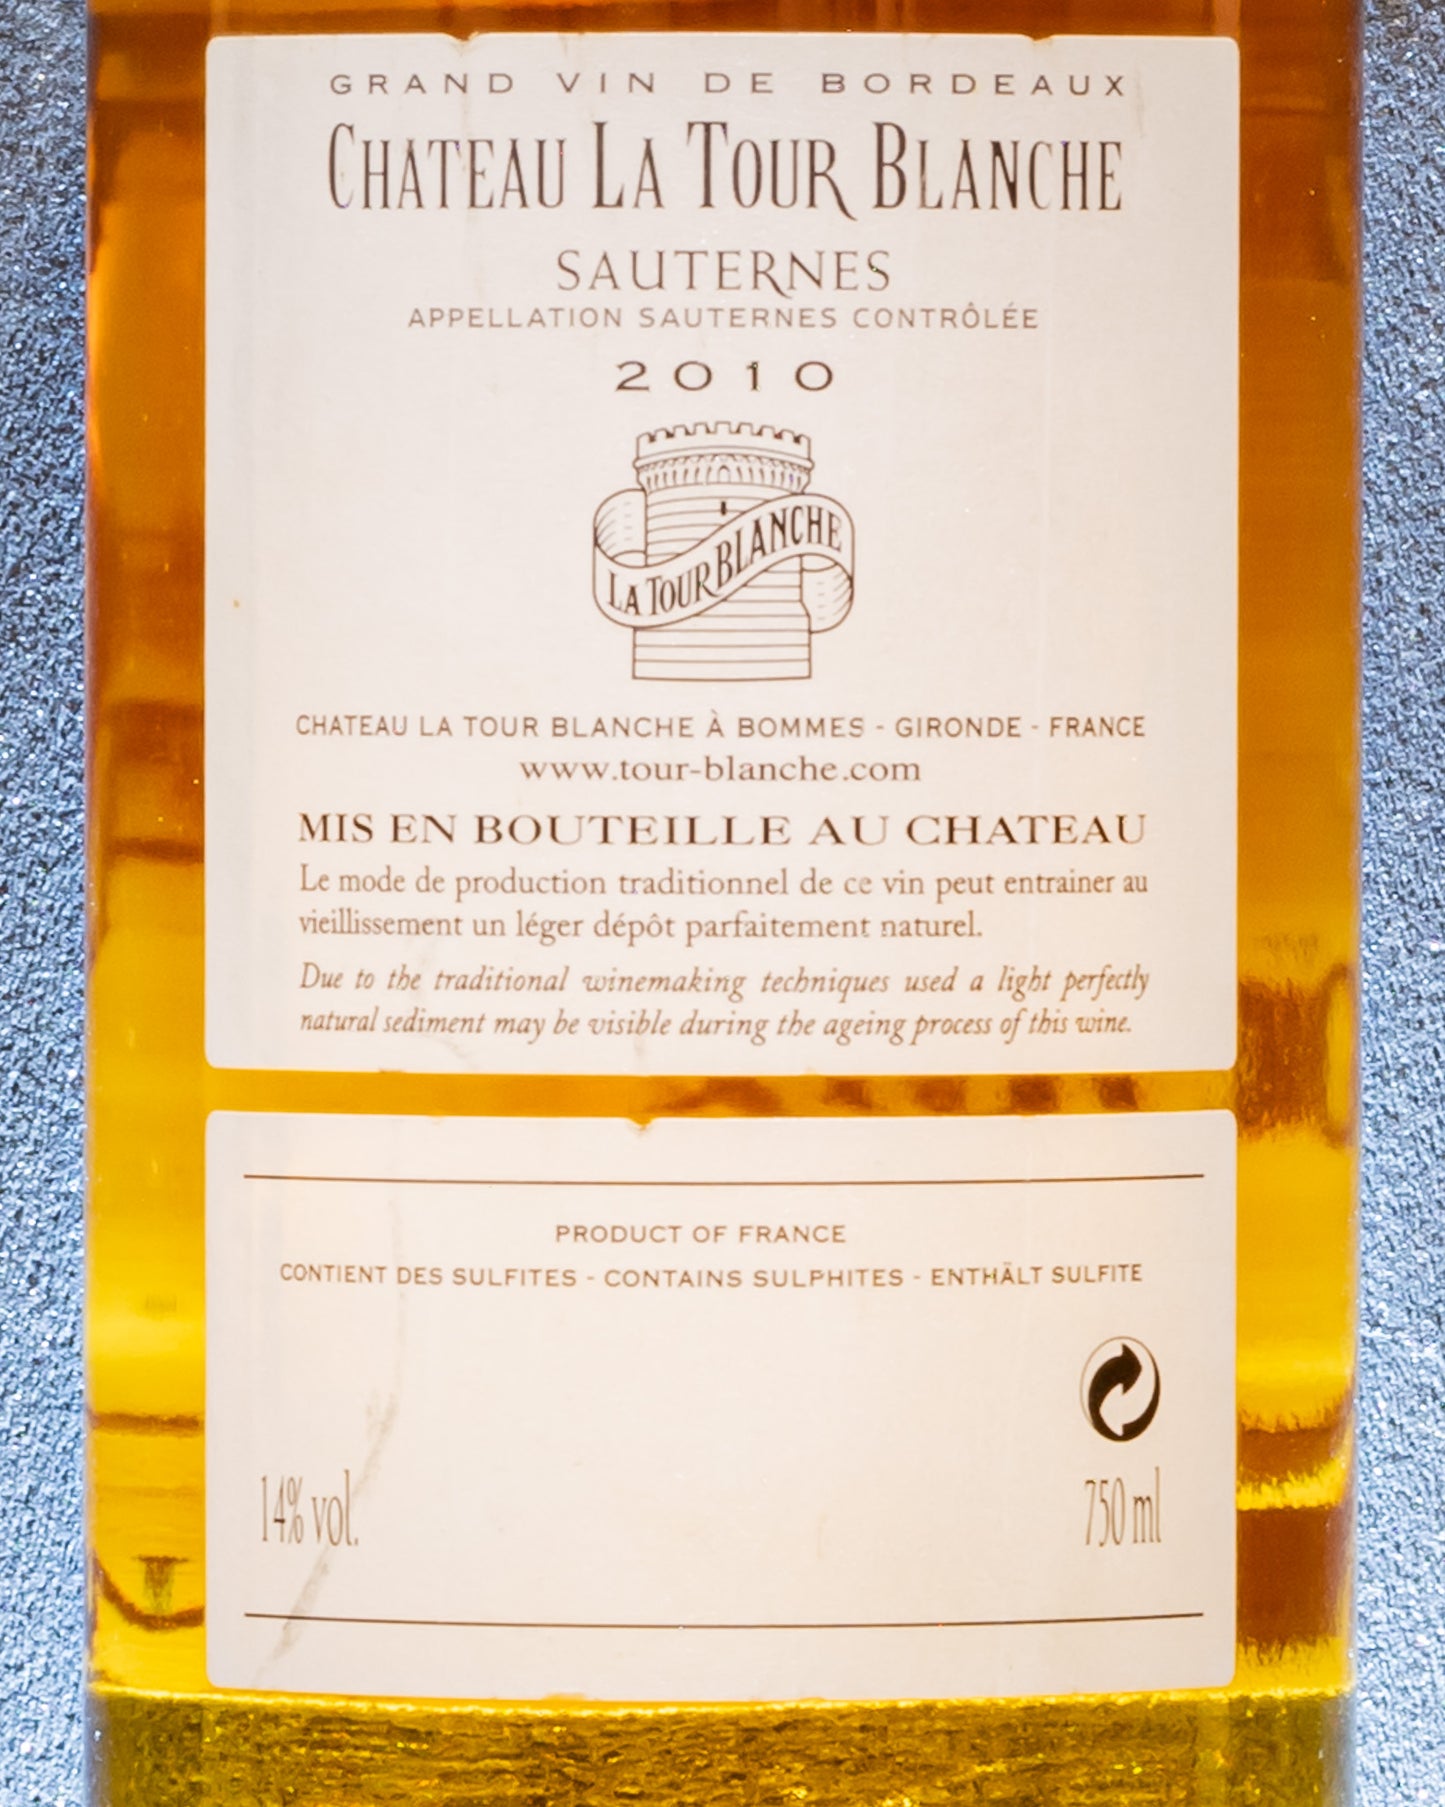 GRAND VIN DE BORDEAUX
CHATEAU LA TOUR BLANCHE
SAUTERNES
APPELLATION SAUTERNES CONTRÔLÉE
2010
LA TOUR BLANCHE
CHATEAU LA TOUR BLANCHE À BOMMES - GIRONDE - FRANCE
www.tour-blanche.com
MIS EN BOUTEILLE AU CHATEAU
Le mode de production traditionnel de ce vin peut entrainer au
vieillissement un léger dépôt parfaitement naturel.
Due to the traditional winemaking techniques used a light perfectly
natural sediment may be visible during the ageing process of this wine.
PRODUCT OF FRANCE
CONTIENT DES SULFITES - CONTAINS SULPHITES - ENTHÄLT SULFITE
14% vol. 750 ml